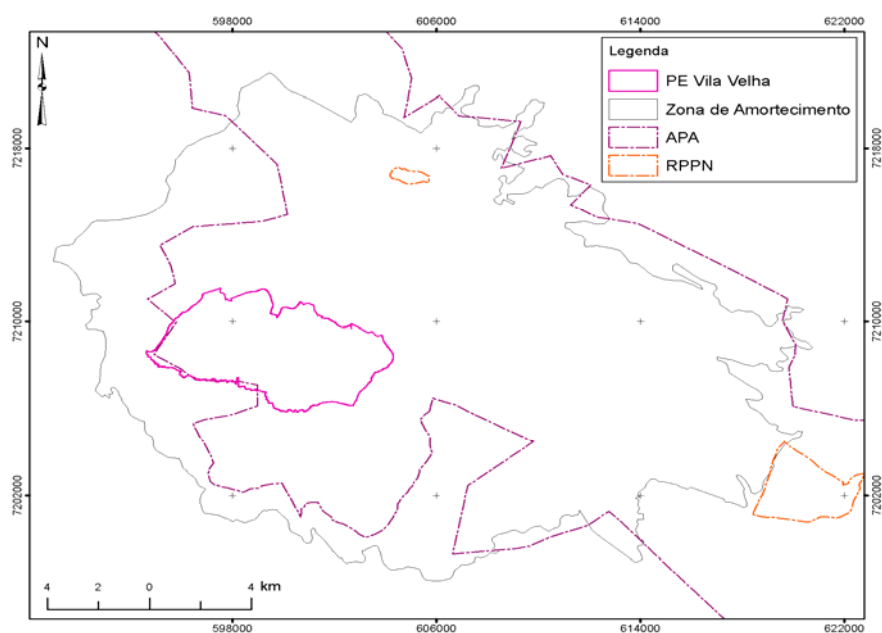 598000 606000 614000 622000
N
Legenda
PE Vila Velha
Zona de Amortecimento
APA
RPPN
7218000 7218000
7210000 7210000
7202000 7202000
4 2 0 4 km
598000 606000 614000 622000